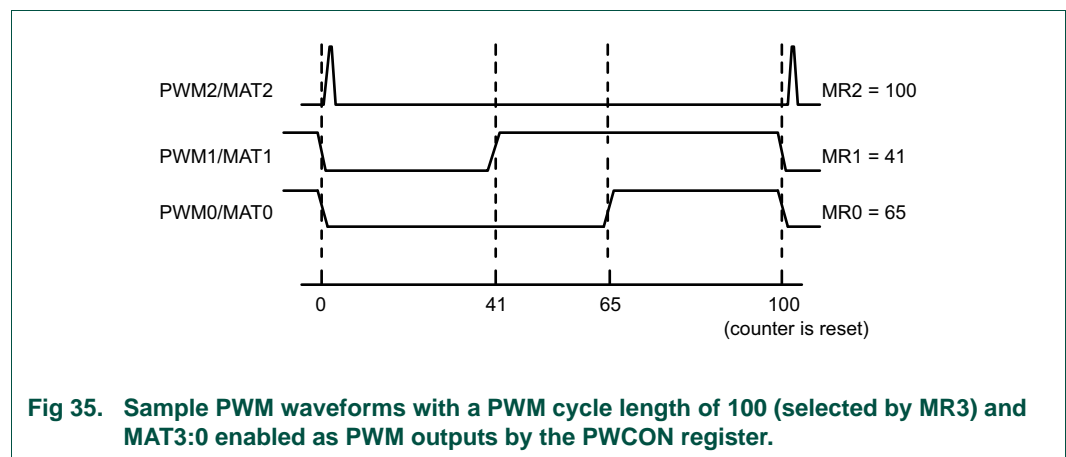 PWM2/MAT2
MR2 = 100
PWM1/MAT1
MR1 = 41
PWM0/MAT0
MR0 = 65
0
41
65
100
(counter is reset)
Fig 35. Sample PWM waveforms with a PWM cycle length of 100 (selected by MR3) and
MAT3:0 enabled as PWM outputs by the PWCON register.